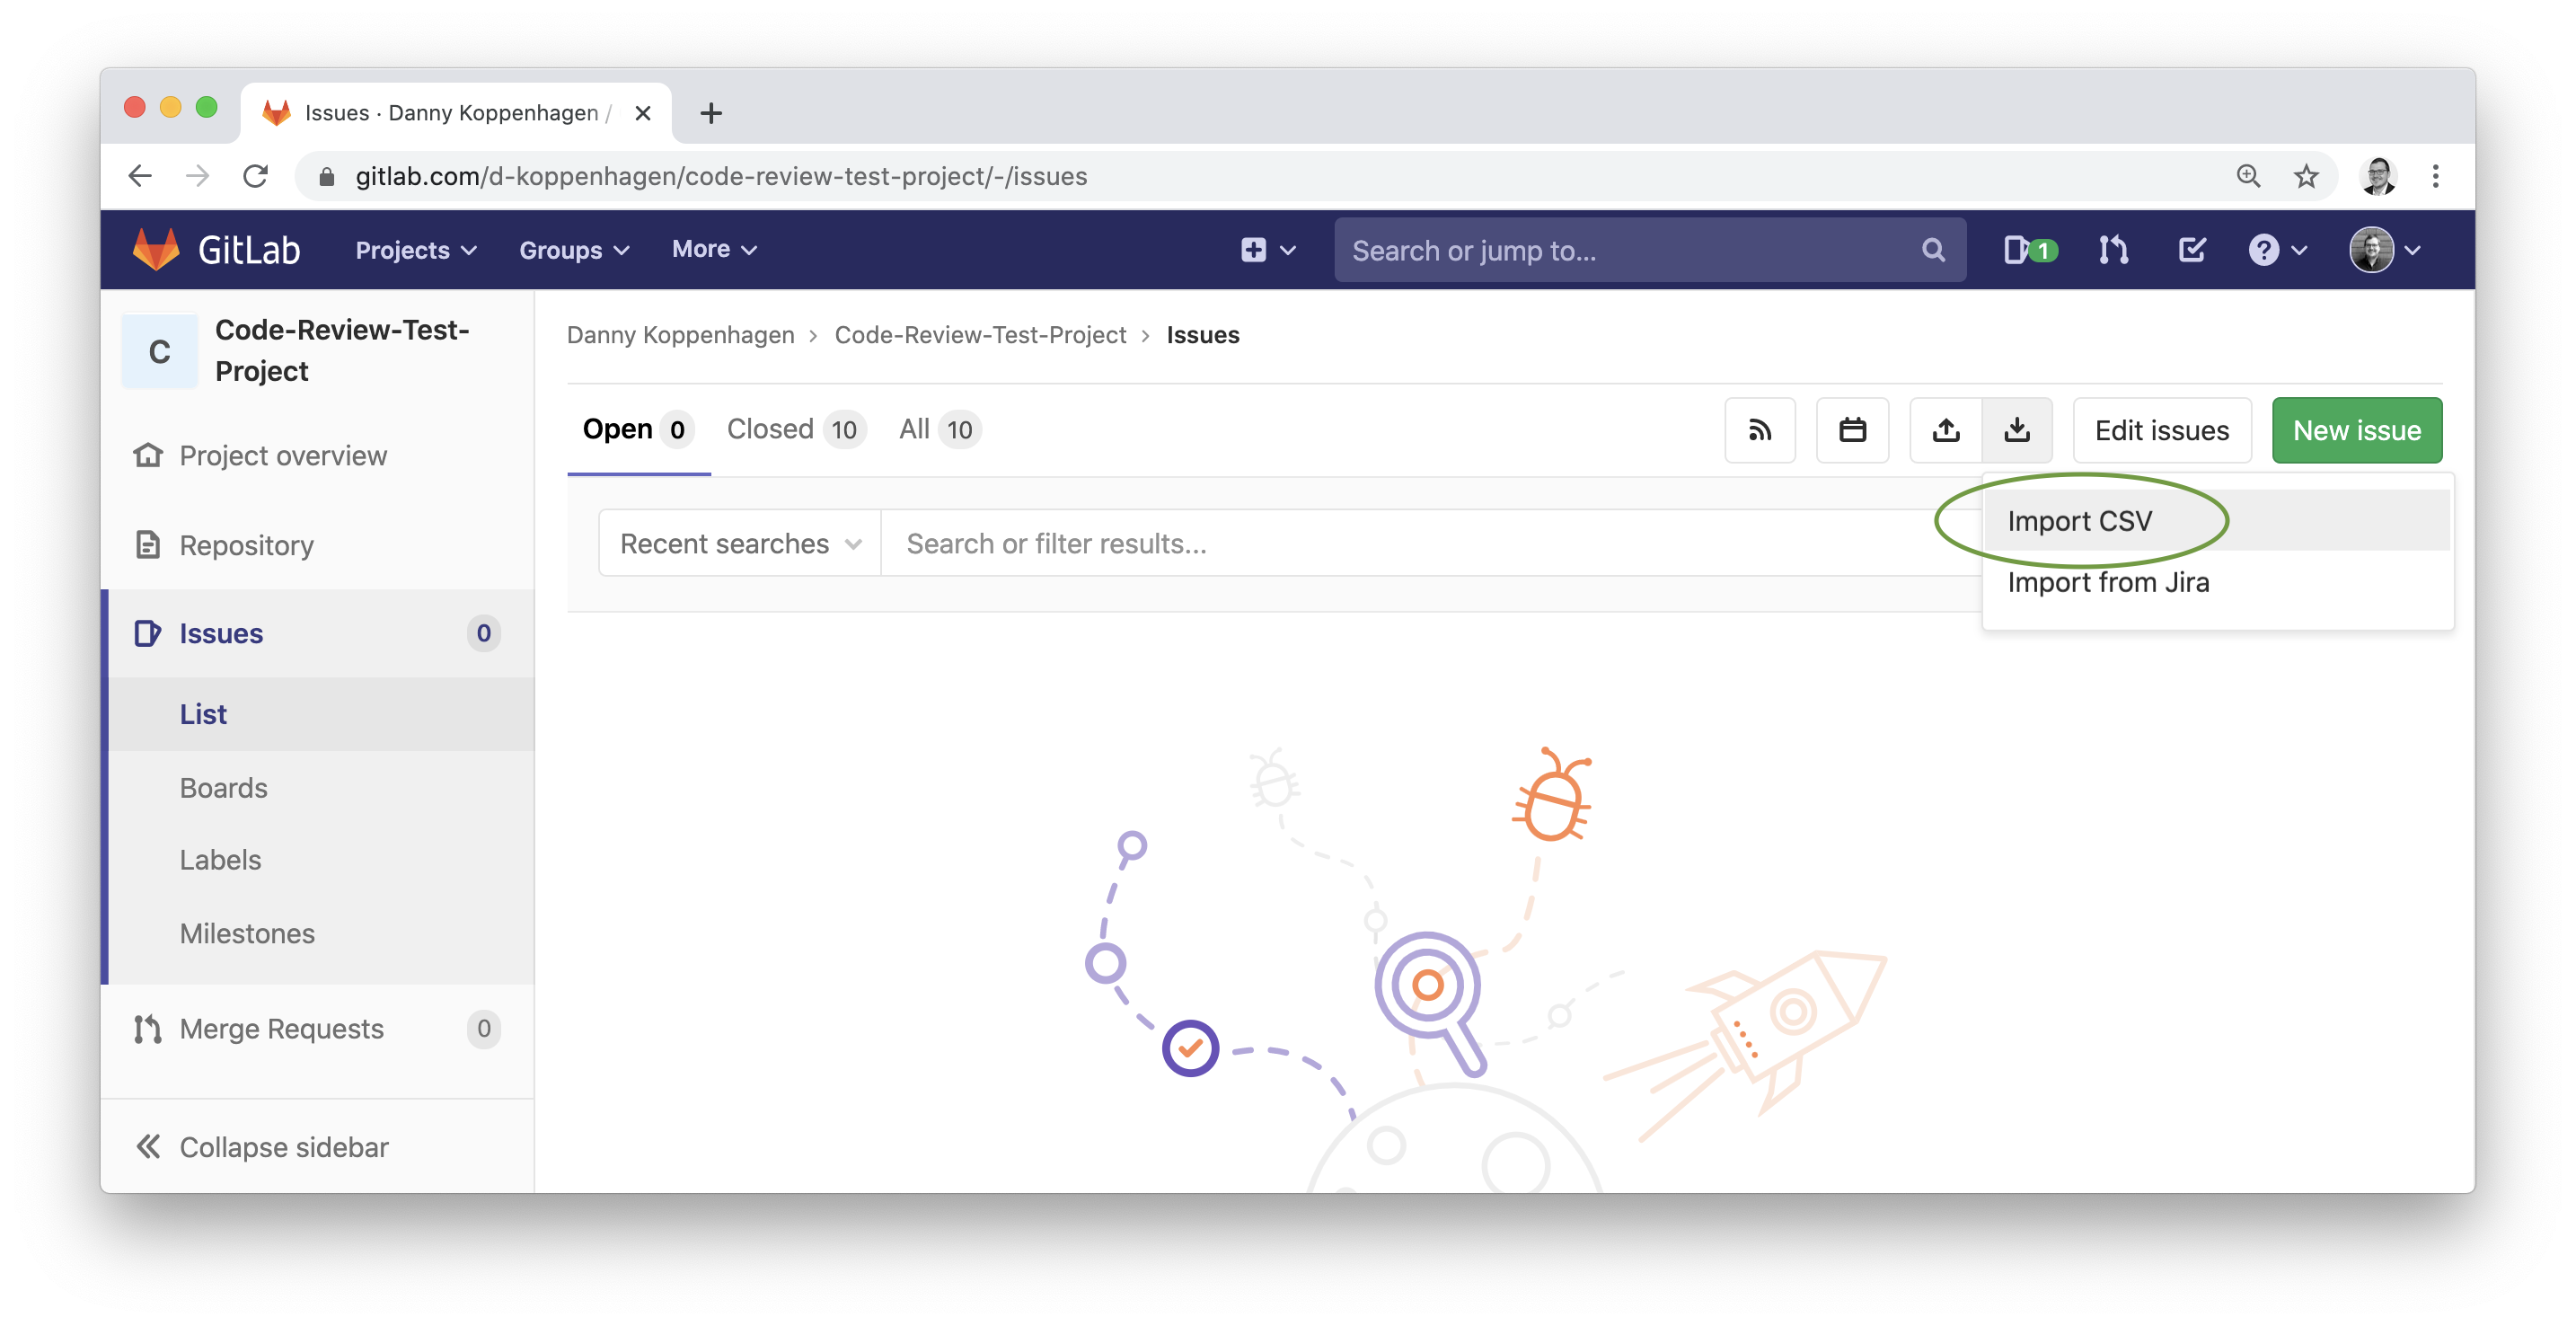 Issues · Danny Koppenhagen /
gitlab.com/d-koppenhagen/code-review-test-project/-/issues
GitLab Projects Groups More Search or jump to... 1
C Code-Review-Test-
Project
Danny Koppenhagen > Code-Review-Test-Project > Issues
Open 0 Closed 10 All 10 Edit issues New issue
Project overview
Repository
Issues 0
List
Boards
Labels
Milestones
Merge Requests 0
Collapse sidebar
Recent searches Search or filter results...
Import CSV
Import from Jira